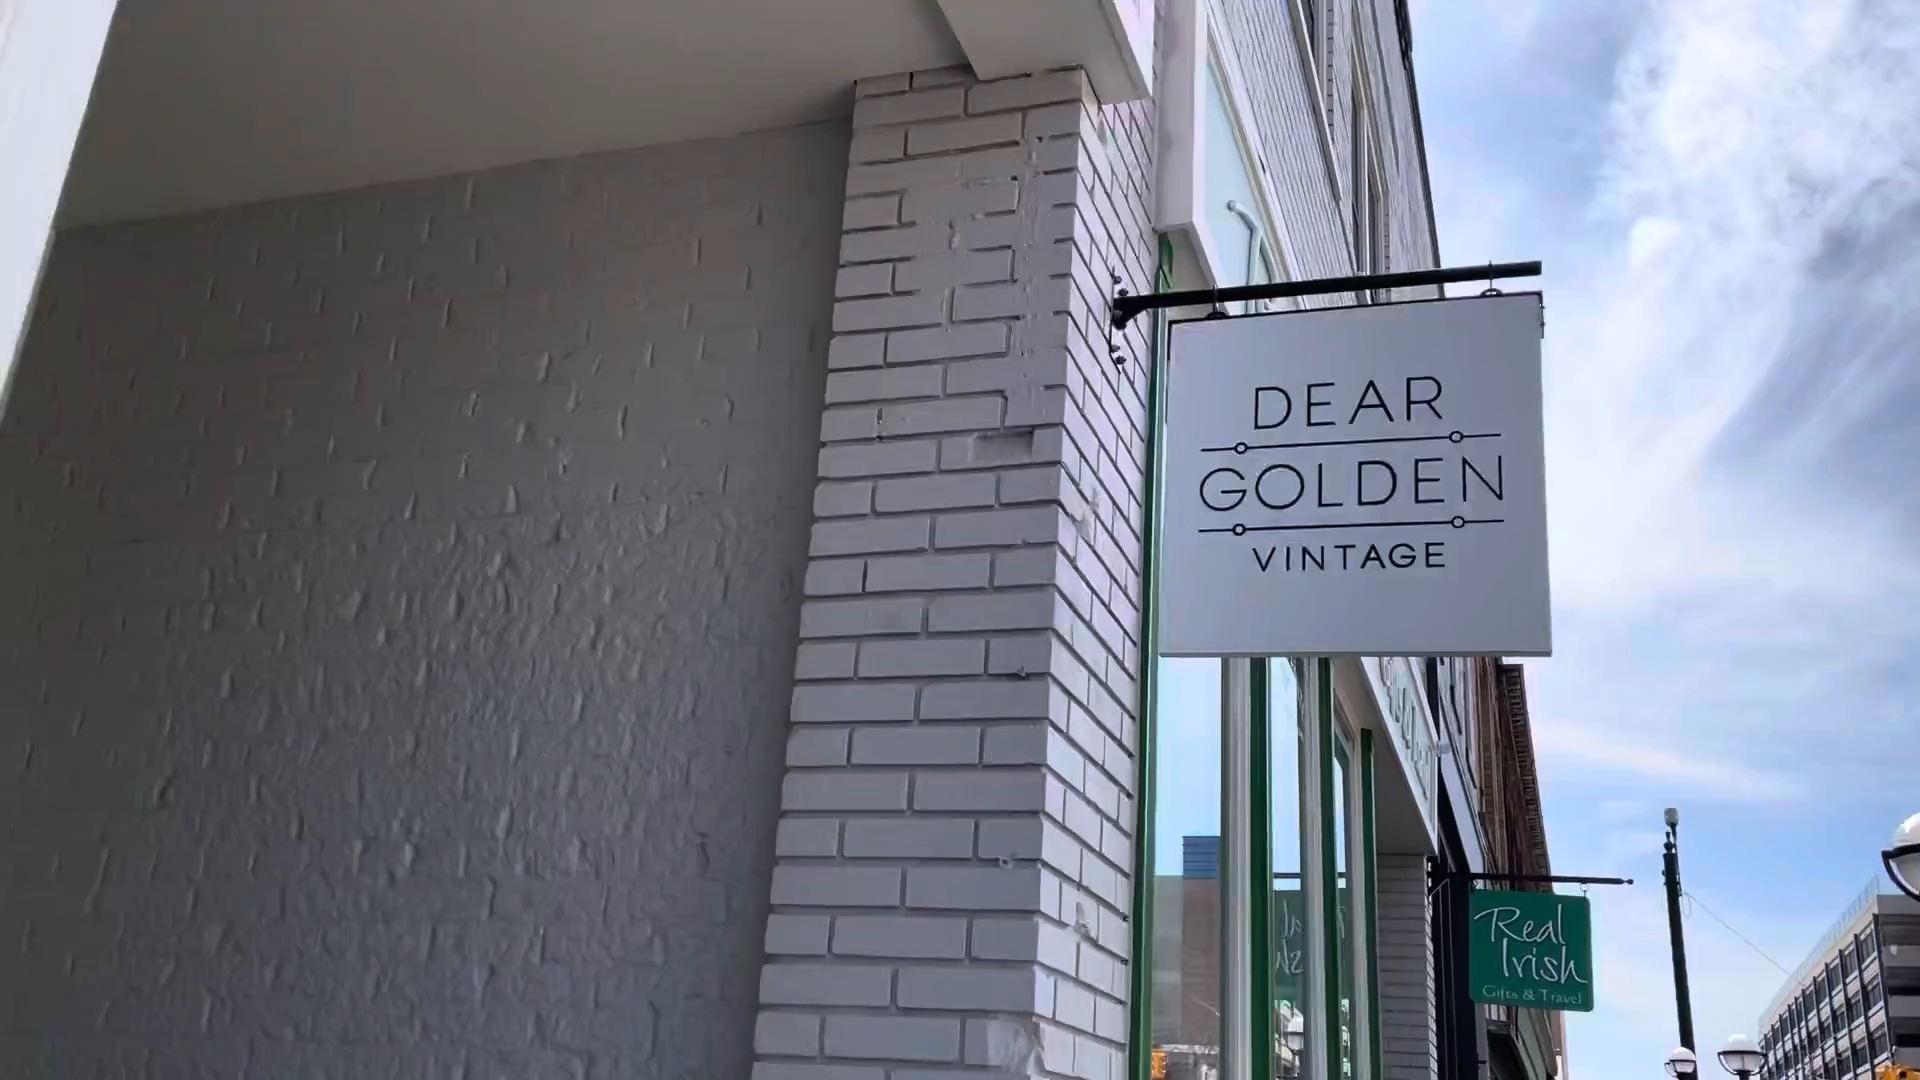 DEAR
GOLDEN
VINTAGE
Real
Irish
Gifts & Travel